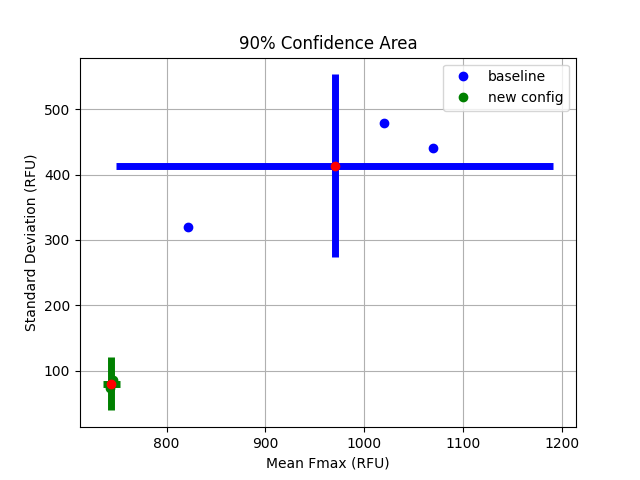 90% Confidence Area
baseline
new config
500
400
300
200
100
Standard Deviation (RFU)
800
900
1000
1100
1200
Mean Fmax (RFU)